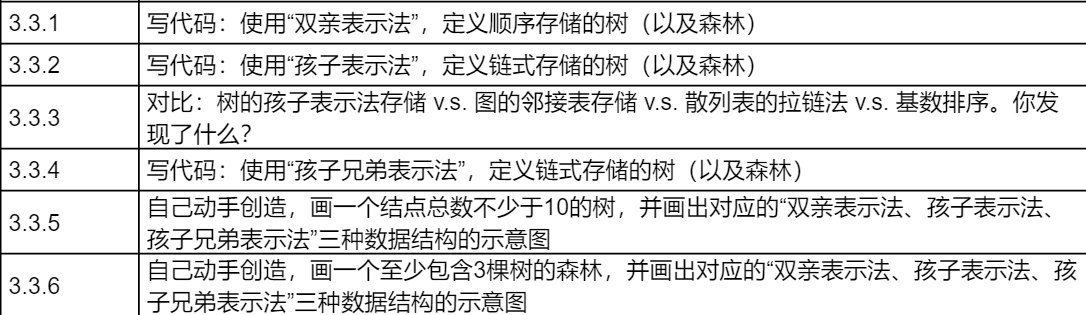 3.3.1 写代码：使用“双亲表示法”，定义顺序存储的树（以及森林）
3.3.2 写代码：使用“孩子表示法”，定义链式存储的树（以及森林）
3.3.3 对比：树的孩子表示法存储 v.s. 图的邻接表存储 v.s. 散列表的拉链法 v.s. 基数排序。你发
现了什么？
3.3.4 写代码：使用“孩子兄弟表示法”，定义链式存储的树（以及森林）
3.3.5 自己动手创造，画一个结点总数不少于10的树，并画出对应的“双亲表示法、孩子表示法、
孩子兄弟表示法”三种数据结构的示意图
3.3.6 自己动手创造，画一个至少包含3棵树的森林，并画出对应的“双亲表示法、孩子表示法、孩
子兄弟表示法”三种数据结构的示意图